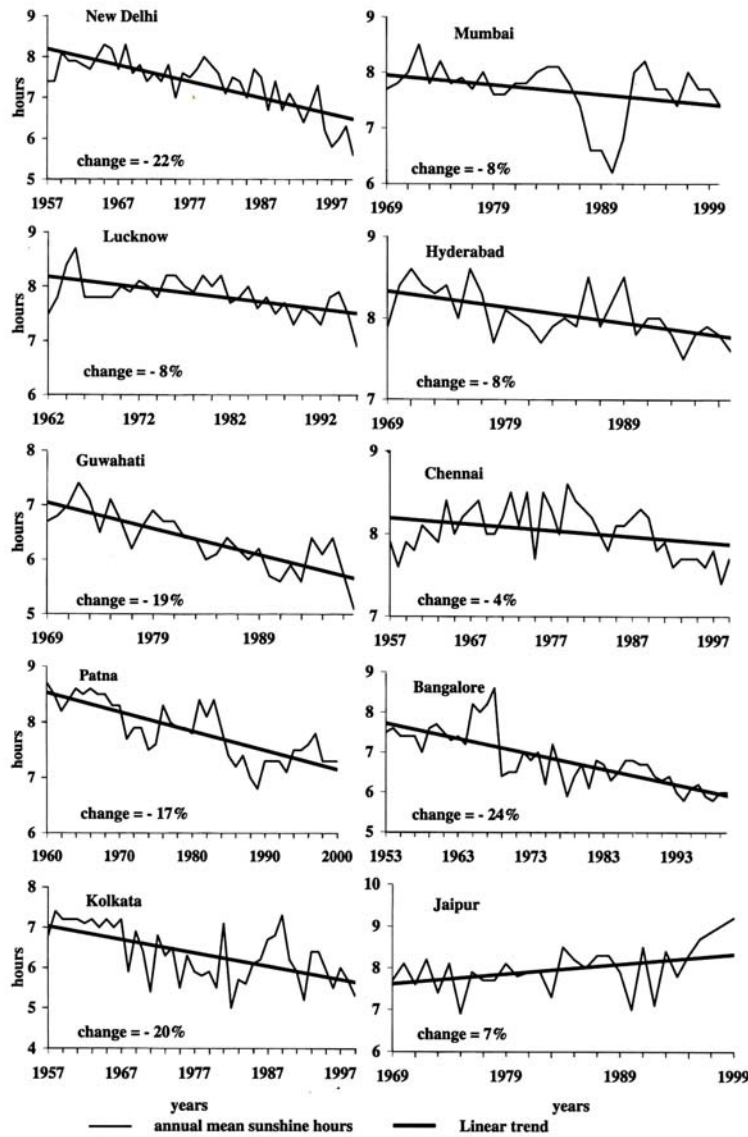 New Delhi
9
8
7
6
5
hours
change = - 22%
1957 1967 1977 1987 1997
Mumbai
9
8
7
6
change = - 8%
1969 1979 1989 1999
Lucknow
9
8
7
6
hours
change = - 8%
1962 1972 1982 1992
Hyderabad
9
8
7
change = - 8%
1969 1979 1989
Guwahati
8
7
6
5
hours
change = - 19%
1969 1979 1989
Chennai
9
8
7
change = - 4%
1957 1967 1977 1987 1997
Patna
9
8
7
6
hours
change = - 17%
1960 1970 1980 1990 2000
Bangalore
9
8
7
6
5
change = - 24%
1953 1963 1973 1983 1993
Kolkata
8
7
6
5
4
hours
change = - 20%
1957 1967 1977 1987 1997
Jaipur
10
9
8
7
6
change = 7%
1969 1979 1989 1999
years years
annual mean sunshine hours Linear trend